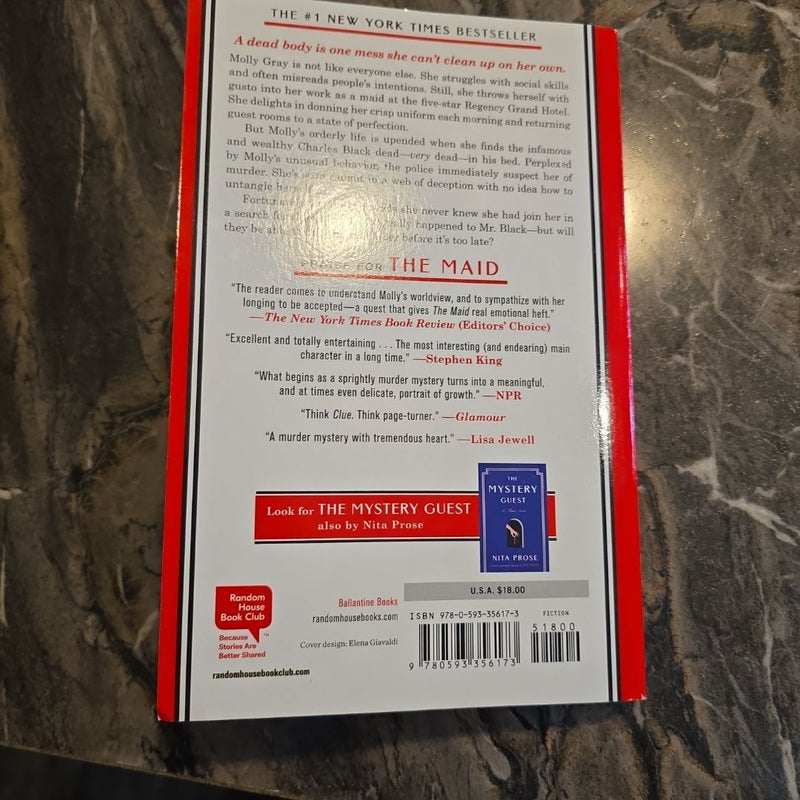 THE #1 NEW YORK TIMES BESTSELLER
A dead body is one mess she can't clean up on her own.
Molly Gray is not like everyone else. She struggles with social skills
and often misreads people's intentions. Still, she throws herself with
gusto into her work as a maid at the five-star Regency Grand Hotel.
She delights in donning her crisp uniform each morning and returning
guest rooms to a state of perfection.
But Molly's orderly life is upended when she finds the infamous
and wealthy Charles Black dead—very dead—in his bed. Perplexed
by Molly's unusual behavior, the police immediately suspect her of
murder. She's soon caught in a web of deception with no idea how to
untangle
she never knew she had join her in
a search happened to Mr. Black—but will
they be before it's too late?
PRAISE FOR THE MAID
"The reader comes to understand Molly's worldview, and to sympathize with her
longing to be accepted—a quest that gives The Maid real emotional heft."
—The New York Times Book Review (Editors' Choice)
"Excellent and totally entertaining . . . The most interesting (and endearing) main
character in a long time." —Stephen King
"What begins as a sprightly murder mystery turns into a meaningful,
and at times even delicate, portrait of growth." —NPR
"Think Clue. Think page-turner." —Glamour
"A murder mystery with tremendous heart." —Lisa Jewell
Look for THE MYSTERY GUEST
also by Nita Prose
THE
MYSTERY
GUEST
NITA PROSE
Random
House
Book Club
Because
Stories Are
Better Shared
™
randomhousebookclub.com
Ballantine Books
randomhousebooks.com
Cover design: Elena Giavaldi
U.S.A. $18.00
ISBN 978-0-593-35617-3
FICTION
51800
9 780593 356173